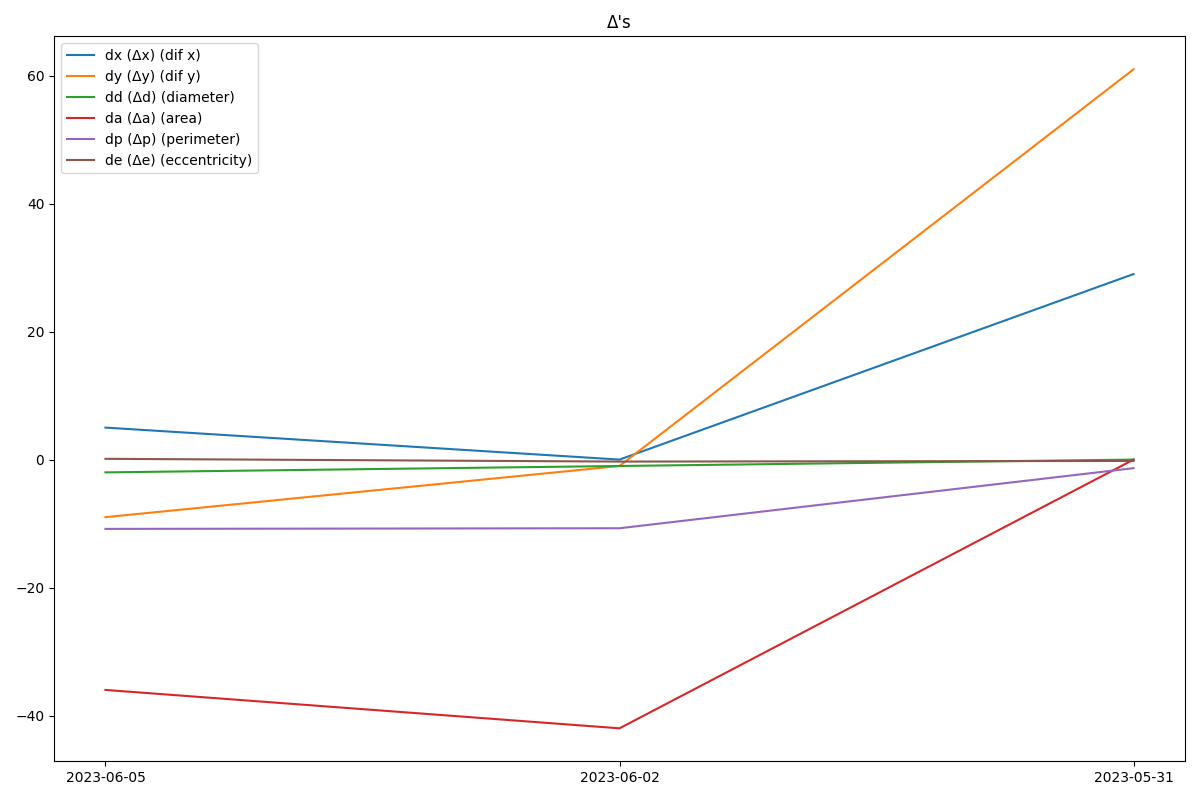 Δ's
dx (Δx) (dif x)
dy (Δy) (dif y)
dd (Δd) (diameter)
da (Δa) (area)
dp (Δp) (perimeter)
de (Δe) (eccentricity)
60
40
20
0
−20
−40
2023-06-05
2023-06-02
2023-05-31